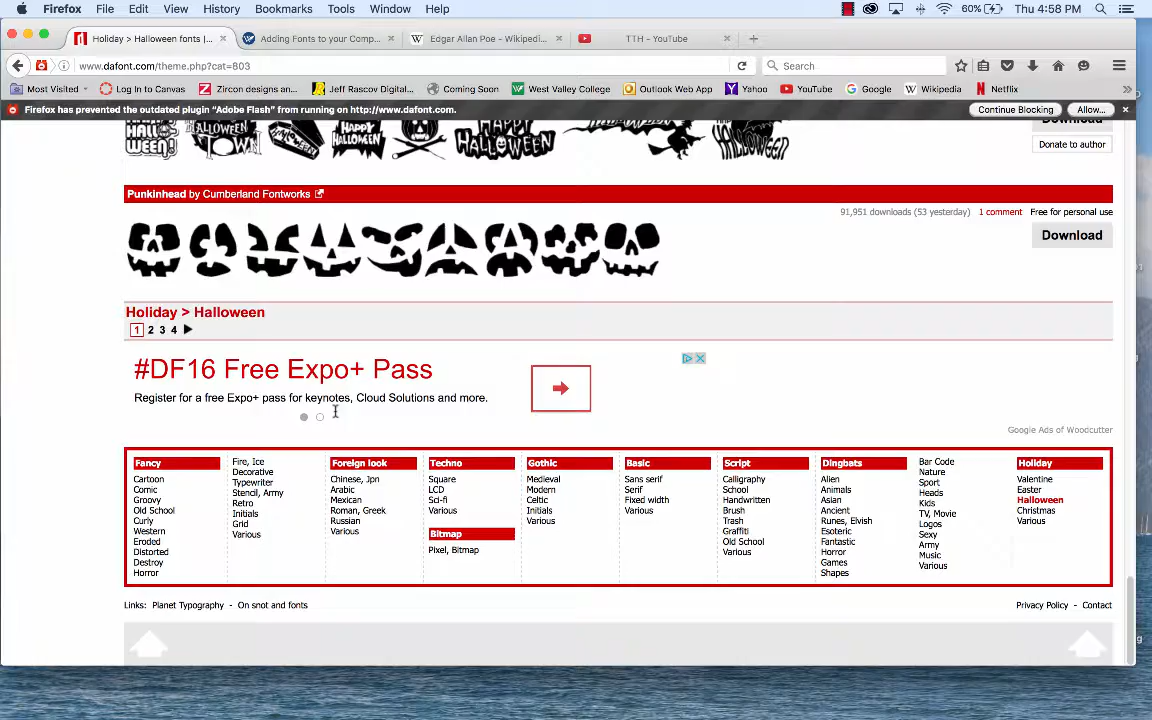 Firefox File Edit View History Bookmarks Tools Window Help 60% Thu 4:58 PM
Holiday > Halloween fonts |... Adding Fonts to your Comp... Edgar Allan Poe - Wikipedi... TTH - YouTube
www.dafont.com/theme.php?cat=803 Search
Most Visited Log In to Canvas Zircon designs an... Jeff Rascov Digital... Coming Soon West Valley College Outlook Web App Yahoo YouTube Google Wikipedia Netflix
Firefox has prevented the outdated plugin “Adobe Flash” from running on http://www.dafont.com. Continue Blocking Allow...
HALLOWEEN TOWN HAPPY HALLOWEEN HAPPY HALLOWEEN
Download
Donate to author
Punkinhead by Cumberland Fontworks
91,951 downloads (53 yesterday) 1 comment Free for personal use
Download
Holiday > Halloween
1 2 3 4
#DF16 Free Expo+ Pass
Register for a free Expo+ pass for keynotes, Cloud Solutions and more.
Google Ads of Woodcutter
Fancy
Cartoon
Comic
Groovy
Old School
Curly
Western
Eroded
Distorted
Destroy
Horror
Fire, Ice
Decorative
Typewriter
Stencil, Army
Retro
Initials
Grid
Various
Foreign look
Chinese, Jpn
Arabic
Mexican
Roman, Greek
Russian
Various
Techno
Square
LCD
Sci-fi
Various
Bitmap
Pixel, Bitmap
Gothic
Medieval
Modern
Celtic
Initials
Various
Basic
Sans serif
Serif
Fixed width
Various
Script
Calligraphy
School
Handwritten
Brush
Trash
Graffiti
Old School
Various
Dingbats
Alien
Animals
Asian
Ancient
Runes, Elvish
Esoteric
Fantastic
Horror
Games
Shapes
Bar Code
Nature
Sport
Heads
Kids
TV, Movie
Logos
Sexy
Army
Music
Various
Holiday
Valentine
Easter
Halloween
Christmas
Various
Links: Planet Typography - On snot and fonts
Privacy Policy - Contact